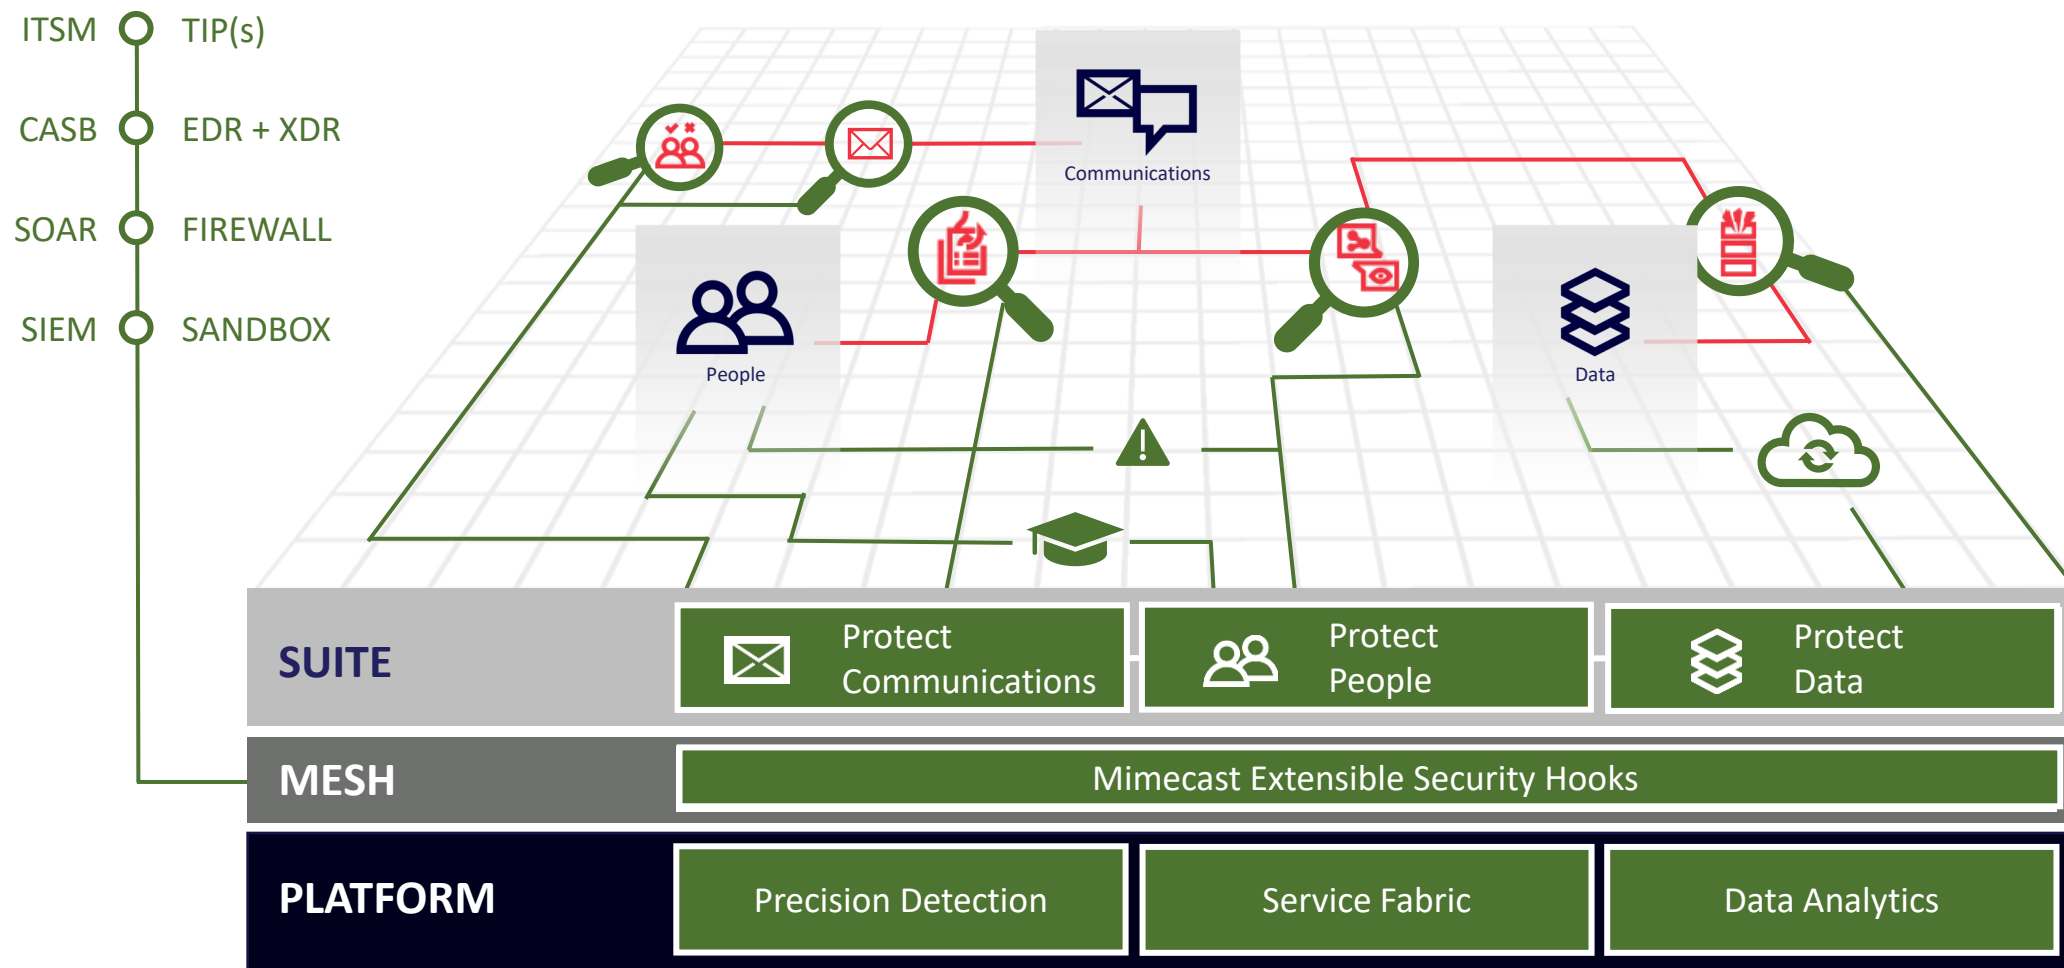 ITSM TIP(s)
CASB EDR + XDR
SOAR FIREWALL
SIEM SANDBOX
Communications
People
Data
SUITE
Protect
Communications
Protect
People
Protect
Data
MESH
Mimecast Extensible Security Hooks
PLATFORM
Precision Detection
Service Fabric
Data Analytics